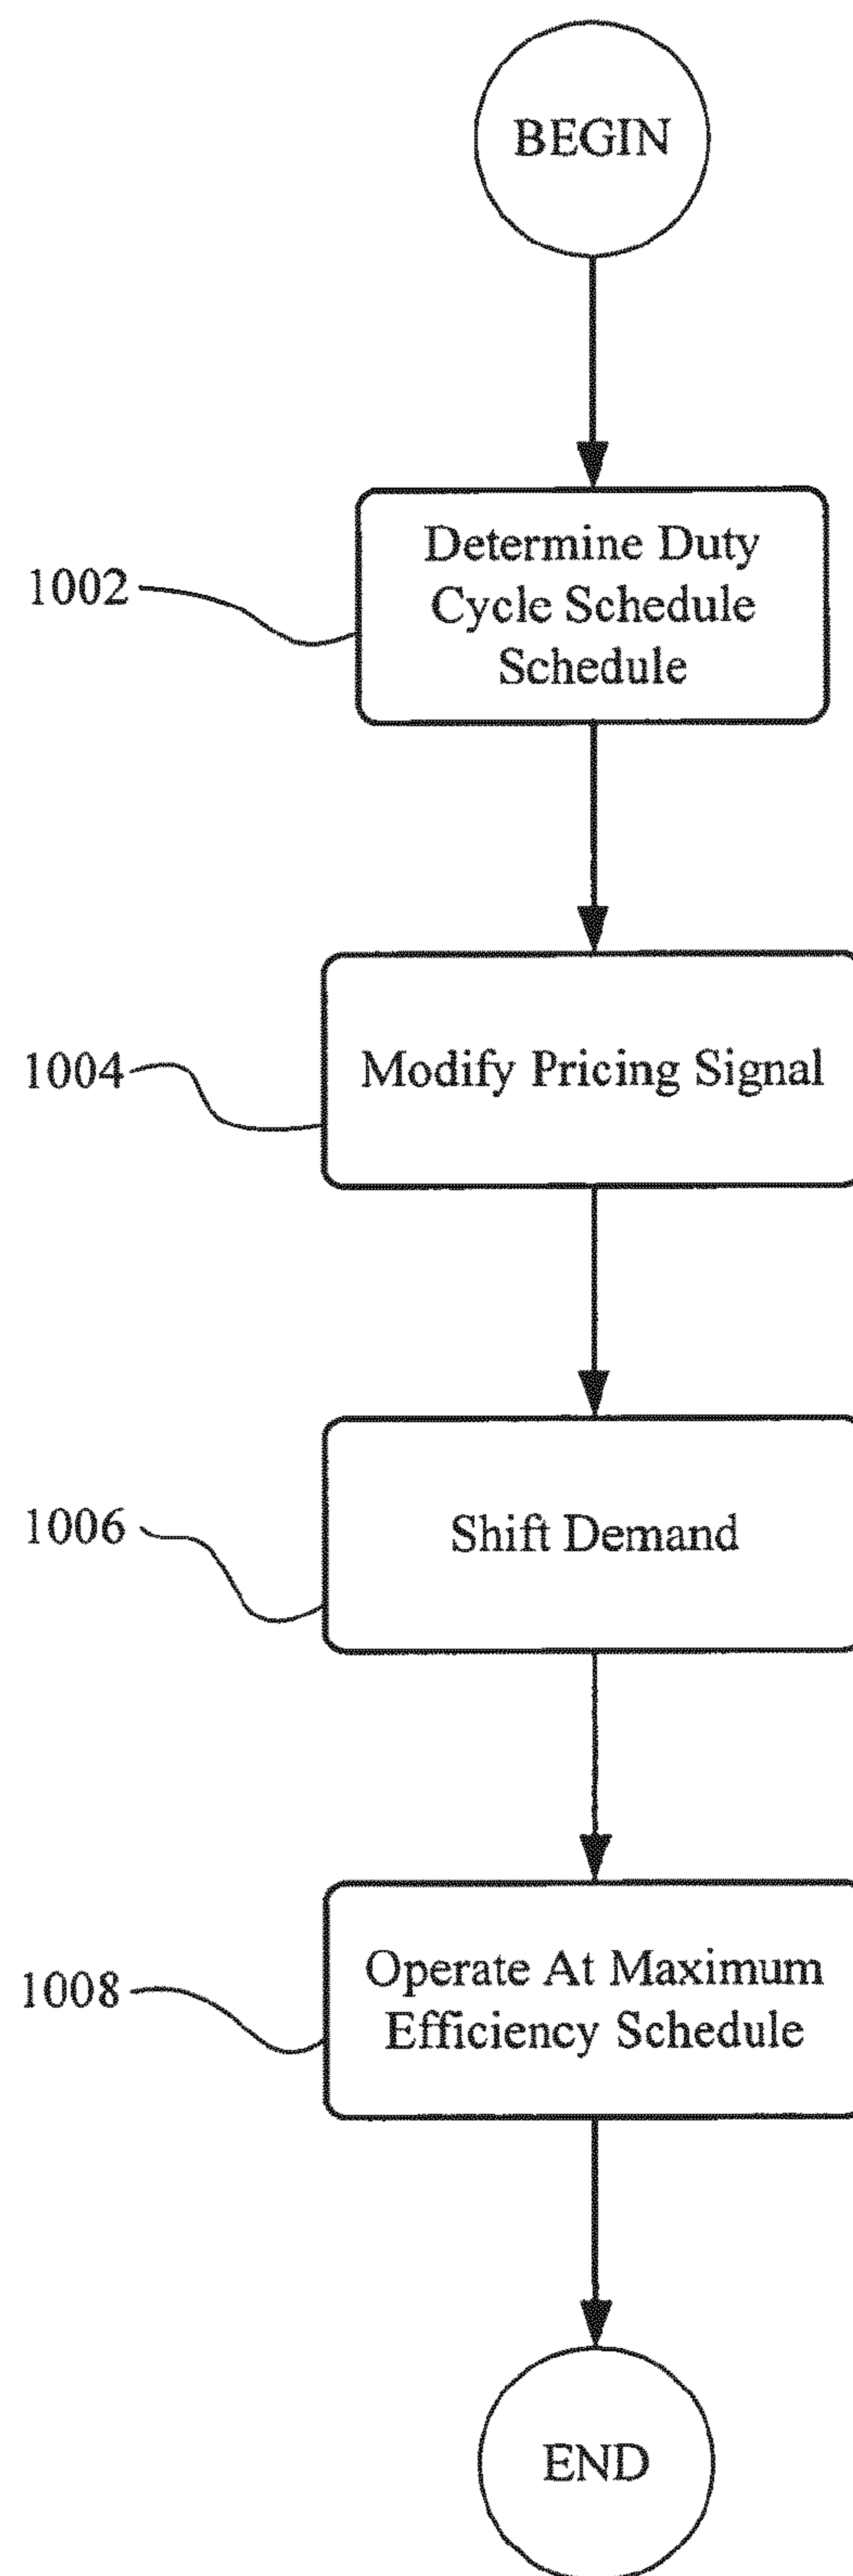 BEGIN
1002
Determine Duty
Cycle Schedule
Schedule
1004
Modify Pricing Signal
1006
Shift Demand
1008
Operate At Maximum
Efficiency Schedule
END